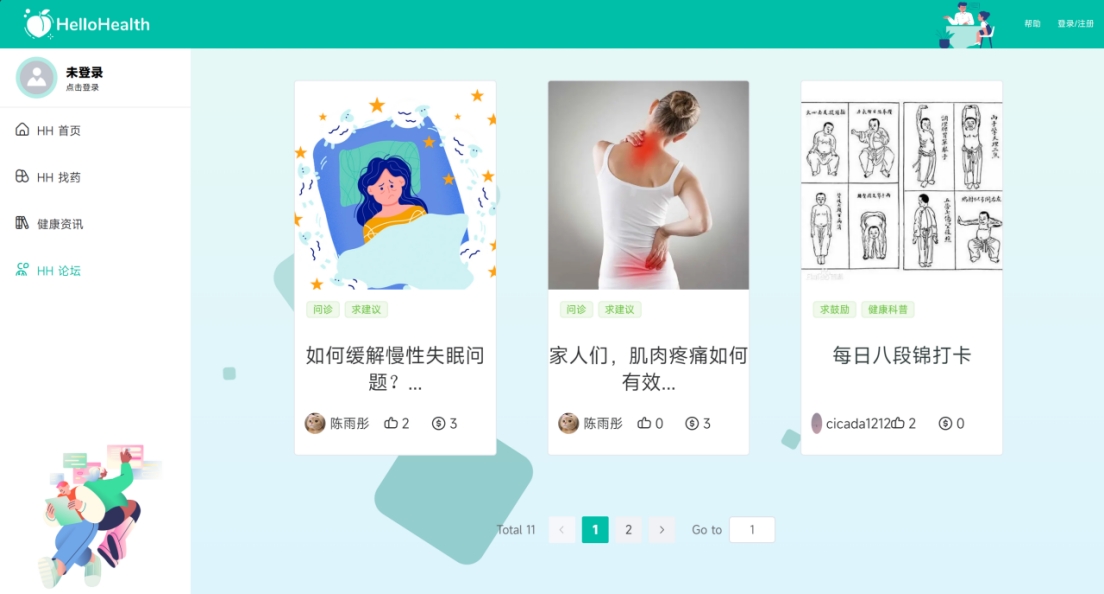 HelloHealth
帮助
登录/注册
未登录
点击登录
HH 首页
HH 找药
健康资讯
HH 论坛
问诊
求建议
如何缓解慢性失眠问
题？...
陈雨彤
2
3
问诊
求建议
家人们，肌肉疼痛如何
有效...
陈雨彤
0
3
求鼓励
健康科普
每日八段锦打卡
cicada1212
2
0
Total 11
1
2
Go to
1